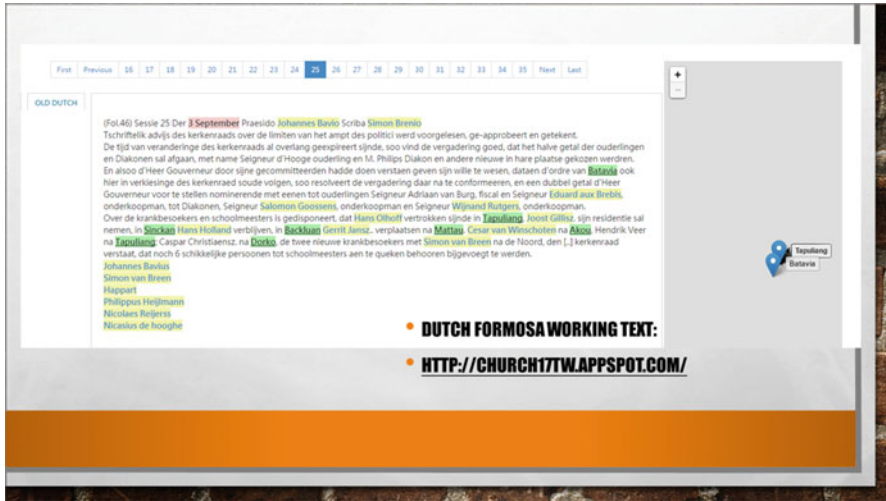 First Previous 16 17 18 19 20 21 22 23 24 25 26 27 28 29 30 31 32 33 34 35 Next Last
+
-
OLD DUTCH
(Fol.46) Sessie 25 Der 3 September Praesido Johannes Bavio Scriba Simon Brenio
Tschriftelik advijs des kerkenraads over de limiten van het ampt des politici werd voorgelesen, ge-approbeert en getekent.
De tijd van veranderinge des kerkenraads al overlang geexpireert sijnde, soo vind de vergadering goed, dat het halve getal der ouderlingen
en Diakonen sal afgaan, met name Seigneur d'Hooge ouderling en M. Philips Diakon en andere nieuwe in hare plaatse gekozen werdren.
En alsoo d'Heer Gouverneur door sijne gecommitteerden hadde doen verstaen geven sijn wille te wesen, dataen d'ordre van Batavia ook
hier in verkiesinge des kerkenraed soude volgen, soo resolveert de vergadering daar na te conformeeren, en een dubbel getal d'Heer
Gouverneur voor te stellen nominerende met eenen tot ouderlingen Seigneur Adriaan van Burg, fiscal en Seigneur Eduard aux Brebis,
onderkoopman, tot Diakonen, Seigneur Salomon Goossens, onderkoopman en Seigneur Wijnand Rutgers, onderkoopman.
Over de krankbesoekers en schoolmeesters is gedisponeert, dat Hans Olhoff vertrokken sijnde in Tapuliang, Joost Gillisz. sijn residentie sal
nemen, in Sinckan Hans Holland verblijven, in Backluan Gerrit Jansz.. verplaatsen na Mattau, Cesar van Winschoten na Akou, Hendrik Veer
na Tapuliang; Caspar Christiaensz. na Dorko, de twee nieuwe krankbesoekers met Simon van Breen na de Noord, den [..] kerkenraad
verstaat, dat noch 6 schikkelijke persoonen tot schoolmeesters aen te queken behooren bijgevoegt te werden.
Johannes Bavius
Simon van Breen
Happart
Philippus Heijlmann
Nicolaes Reijerss
Nicasius de hooghe
Tapuliang
Batavia
• DUTCH FORMOSA WORKING TEXT:
• HTTP://CHURCH17TW.APPSPOT.COM/